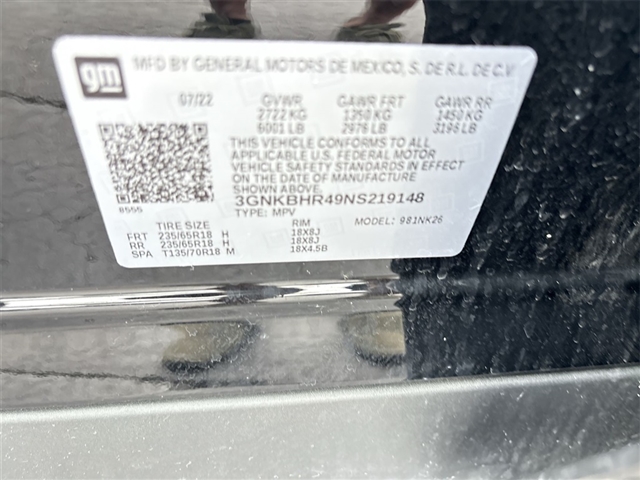 gm MFD BY GENERAL MOTORS DE MEXICO, S. DE R.L. DE C.V.
07/22 GVWR GAWR FRT GAWR RR
2722 KG 1350 KG 1450 KG
6001 LB 2976 LB 3196 LB
THIS VEHICLE CONFORMS TO ALL
APPLICABLE U.S. FEDERAL MOTOR
VEHICLE SAFETY STANDARDS IN EFFECT
ON THE DATE OF MANUFACTURE
SHOWN ABOVE.
3GNKBHR49NS219148
8555 TYPE: MPV MODEL: 981NK26
TIRE SIZE RIM
FRT 235/65R18 H 18X8J
RR 235/65R18 H 18X8J
SPA T135/70R18 M 18X4.5B